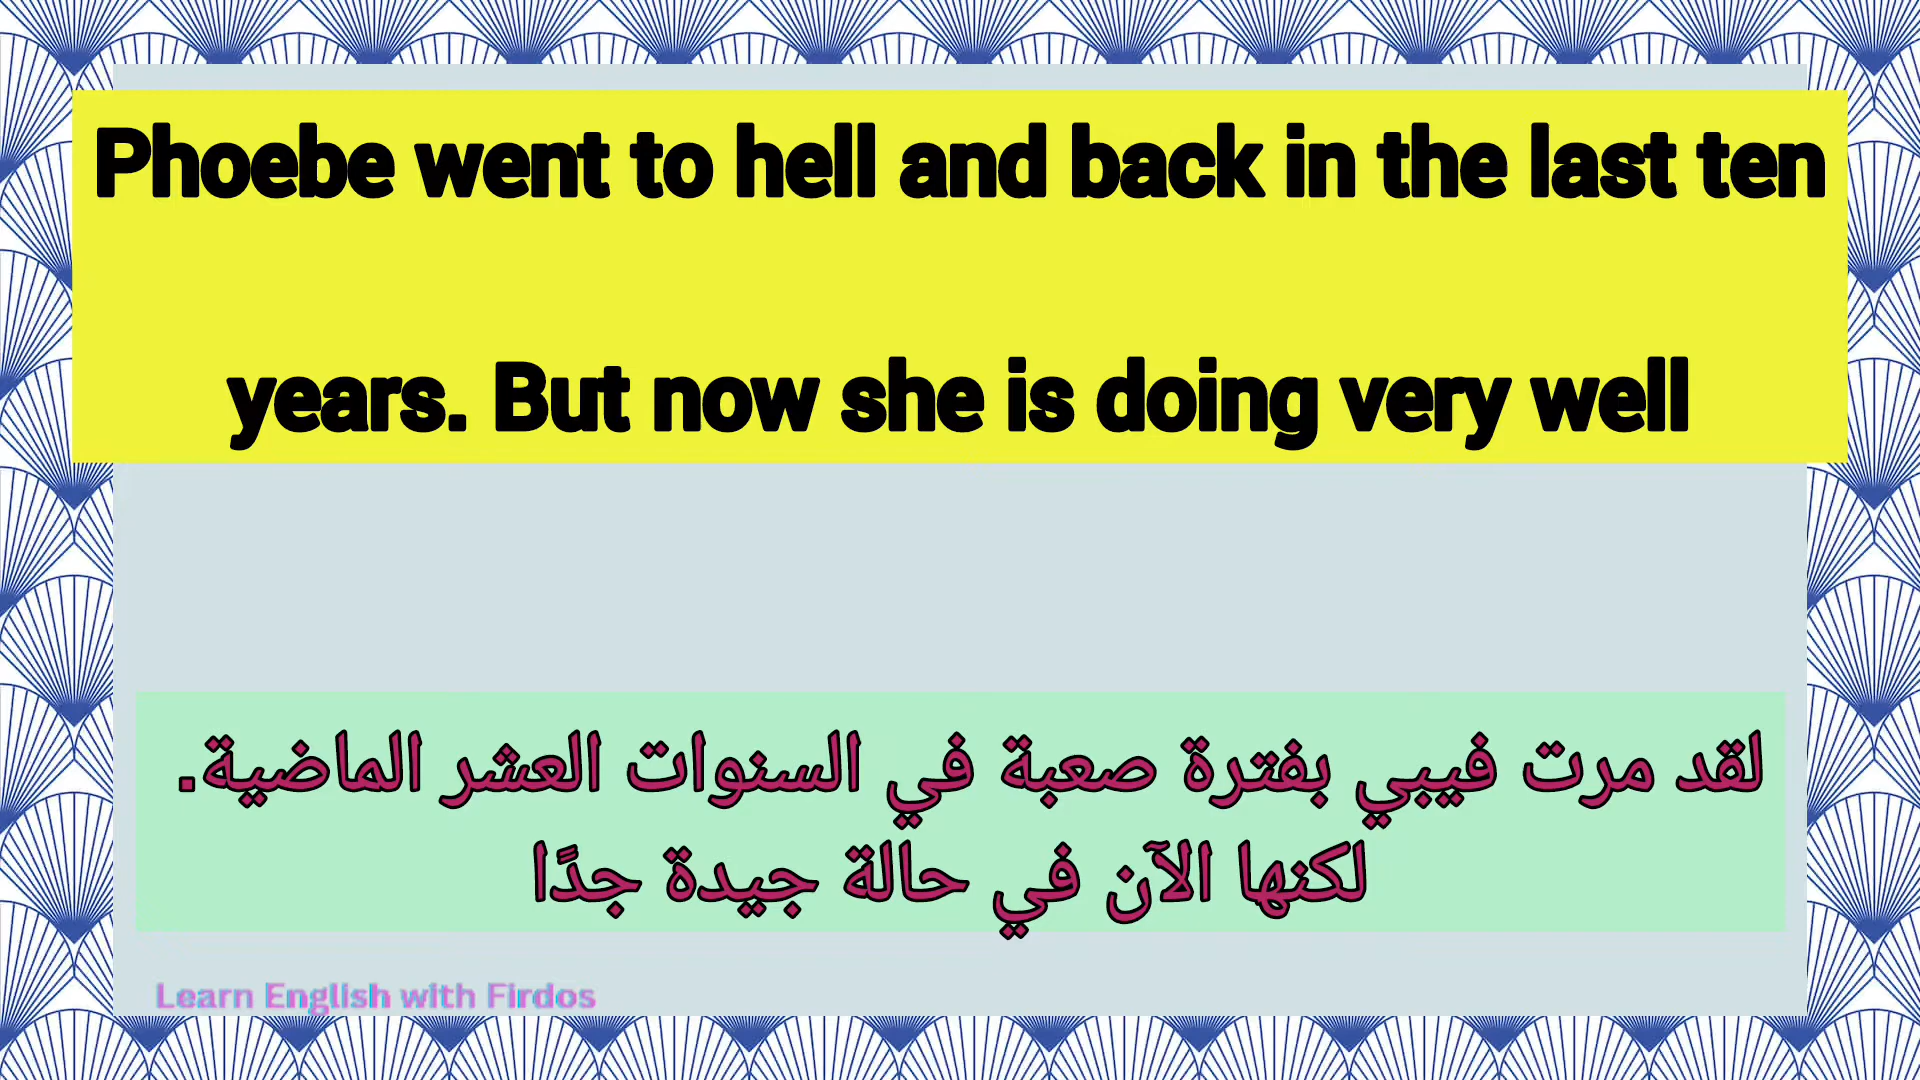 Phoebe went to hell and back in the last ten
years. But now she is doing very well
لقد مرت فيبي بفترة صعبة في السنوات العشر الماضية.
لكنها الآن في حالة جيدة جدًا
Learn English with Firdos